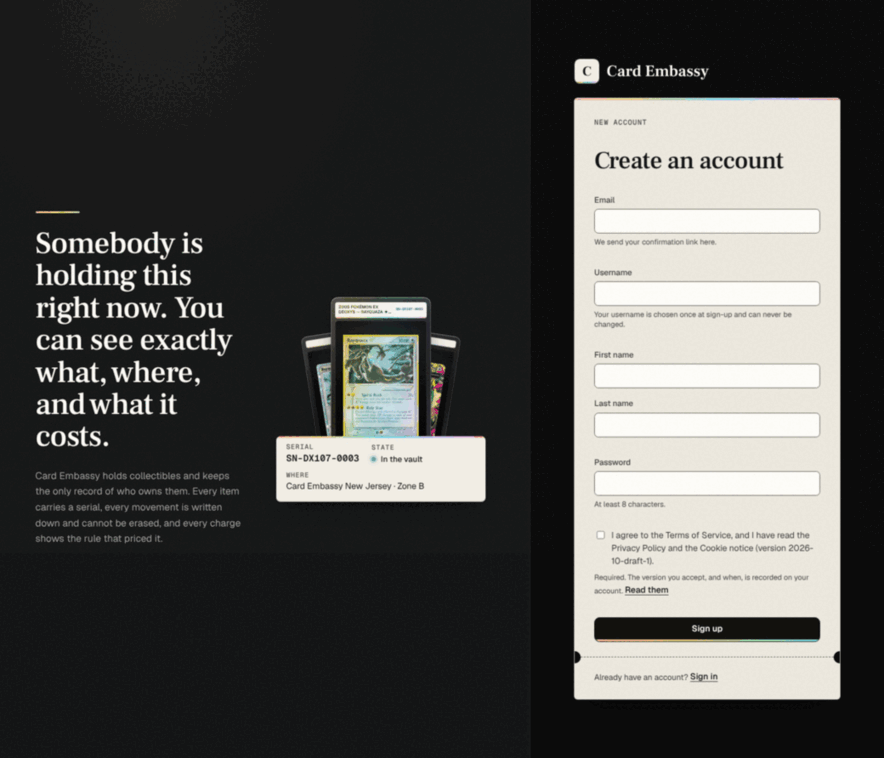 Somebody is
holding this
right now. You
can see exactly
what, where,
and what it
costs.
Card Embassy holds collectibles and keeps
the only record of who owns them. Every item
carries a serial, every movement is written
down and cannot be erased, and every charge
shows the rule that priced it.
SERIAL
SN-DX107-0003
STATE
In the vault
WHERE
Card Embassy New Jersey · Zone B
C
Card Embassy
NEW ACCOUNT
Create an account
Email
We send your confirmation link here.
Username
Your username is chosen once at sign-up and can never be
changed.
First name
Last name
Password
At least 8 characters.
I agree to the Terms of Service, and I have read the
Privacy Policy and the Cookie notice (version 2026-
10-draft-1).
Required. The version you accept, and when, is recorded on your
account. Read them
Sign up
Already have an account? Sign in